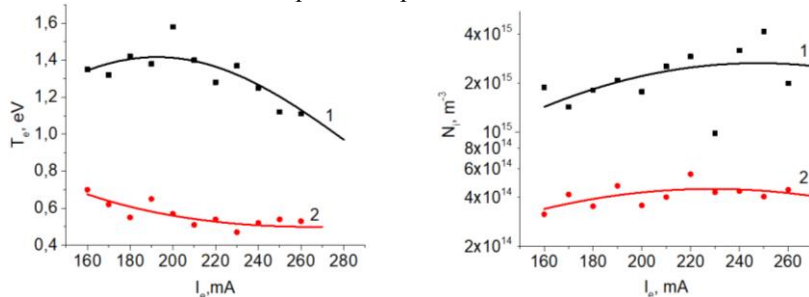 1,6
1,4
1,2
1,0
0,8
0,6
0,4
T_e, eV
160 180 200 220 240 260 280
I_e, mA
1
2
4x10^15
2x10^15
10^15
8x10^14
6x10^14
4x10^14
2x10^14
N_i, m^-3
160 180 200 220 240 260
I_e, mA
1
2